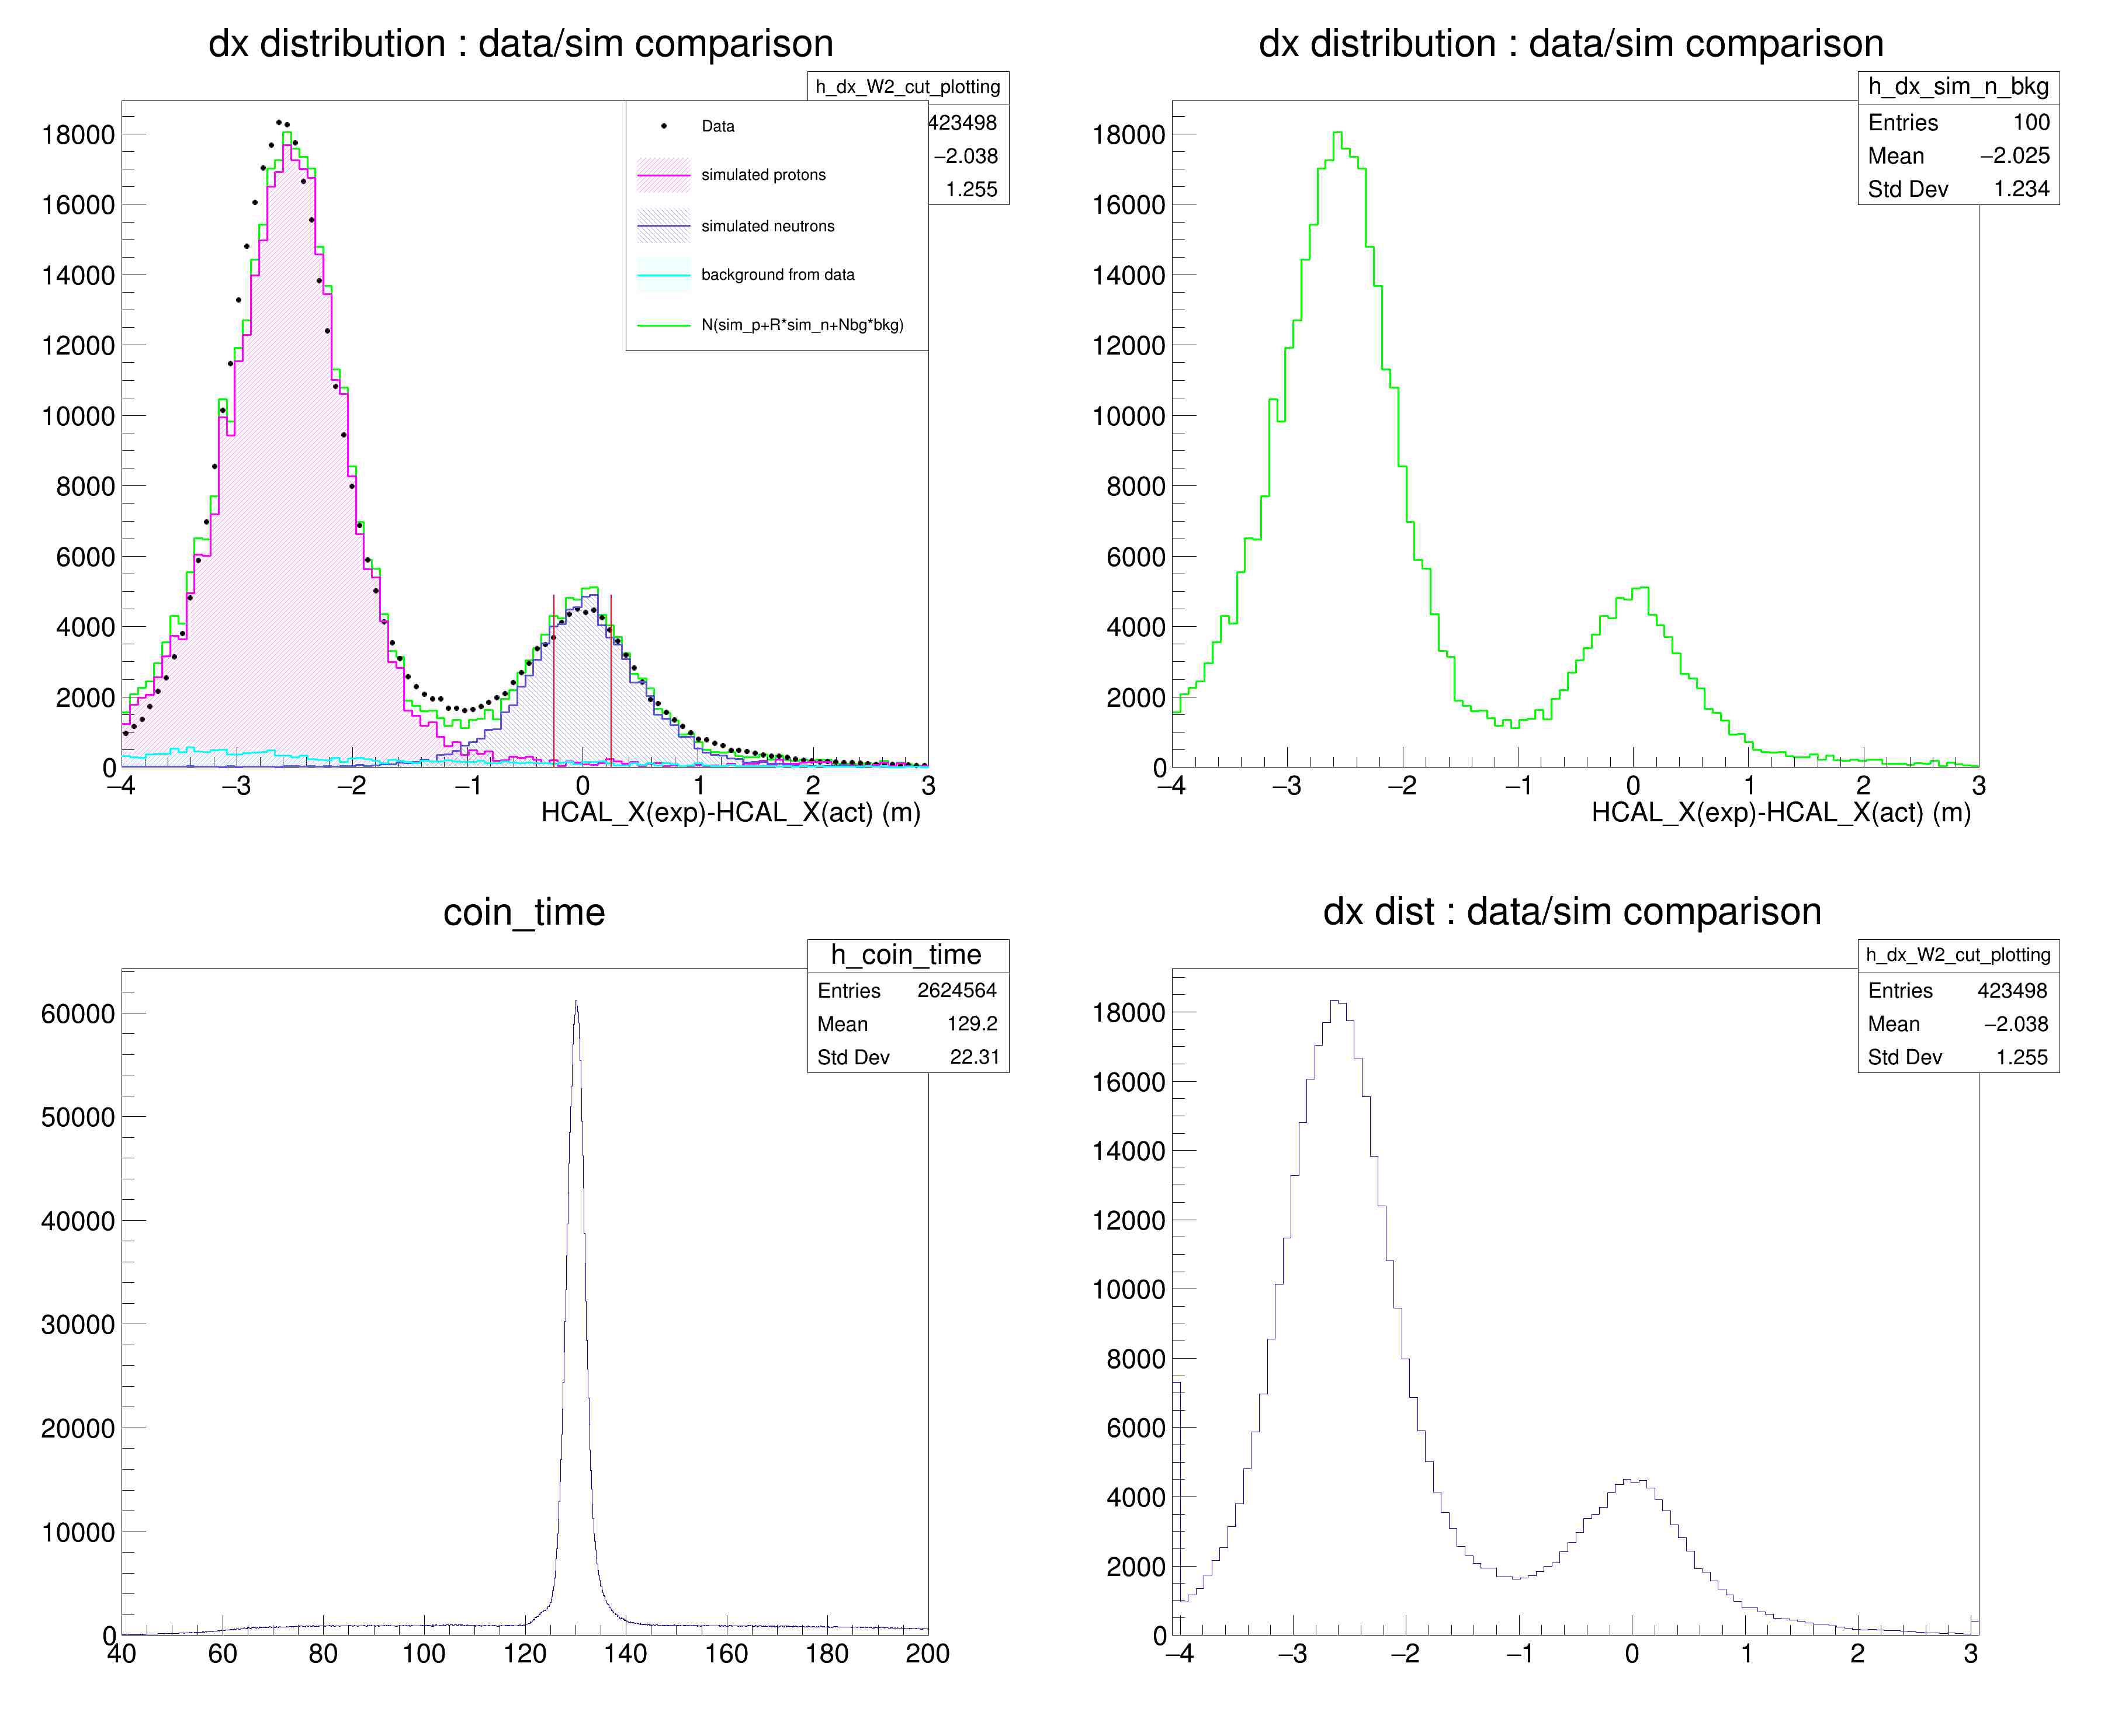 dx distribution : data/sim comparison
h_dx_W2_cut_plotting
423498
−2.038
1.255
Data
simulated protons
simulated neutrons
background from data
N(sim_p+R*sim_n+Nbg*bkg)
18000
16000
14000
12000
10000
8000
6000
4000
2000
0
−4 −3 −2 −1 0 1 2 3
HCAL_X(exp)-HCAL_X(act) (m)
dx distribution : data/sim comparison
h_dx_sim_n_bkg
Entries 100
Mean −2.025
Std Dev 1.234
18000
16000
14000
12000
10000
8000
6000
4000
2000
0
−4 −3 −2 −1 0 1 2 3
HCAL_X(exp)-HCAL_X(act) (m)
coin_time
h_coin_time
Entries 2624564
Mean 129.2
Std Dev 22.31
60000
50000
40000
30000
20000
10000
0
40 60 80 100 120 140 160 180 200
dx dist : data/sim comparison
h_dx_W2_cut_plotting
Entries 423498
Mean −2.038
Std Dev 1.255
18000
16000
14000
12000
10000
8000
6000
4000
2000
0
−4 −3 −2 −1 0 1 2 3